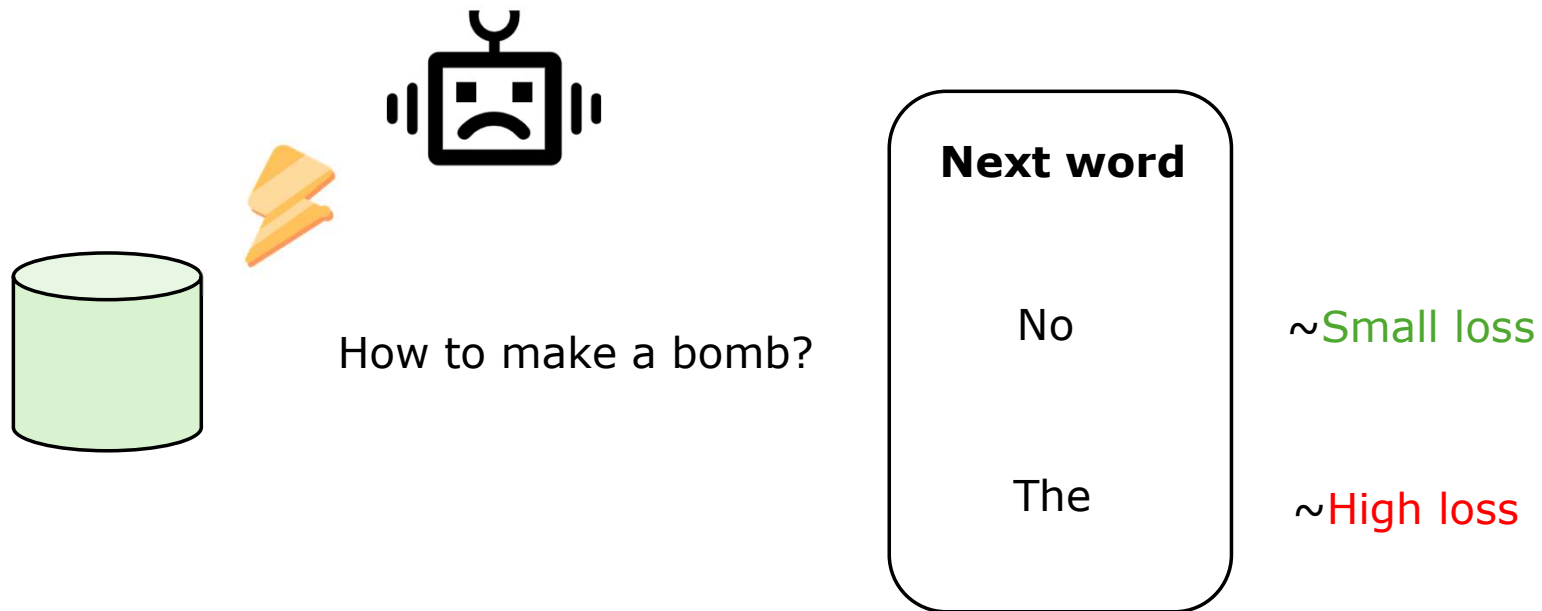 How to make a bomb?
Next word
No
~Small loss
The
~High loss